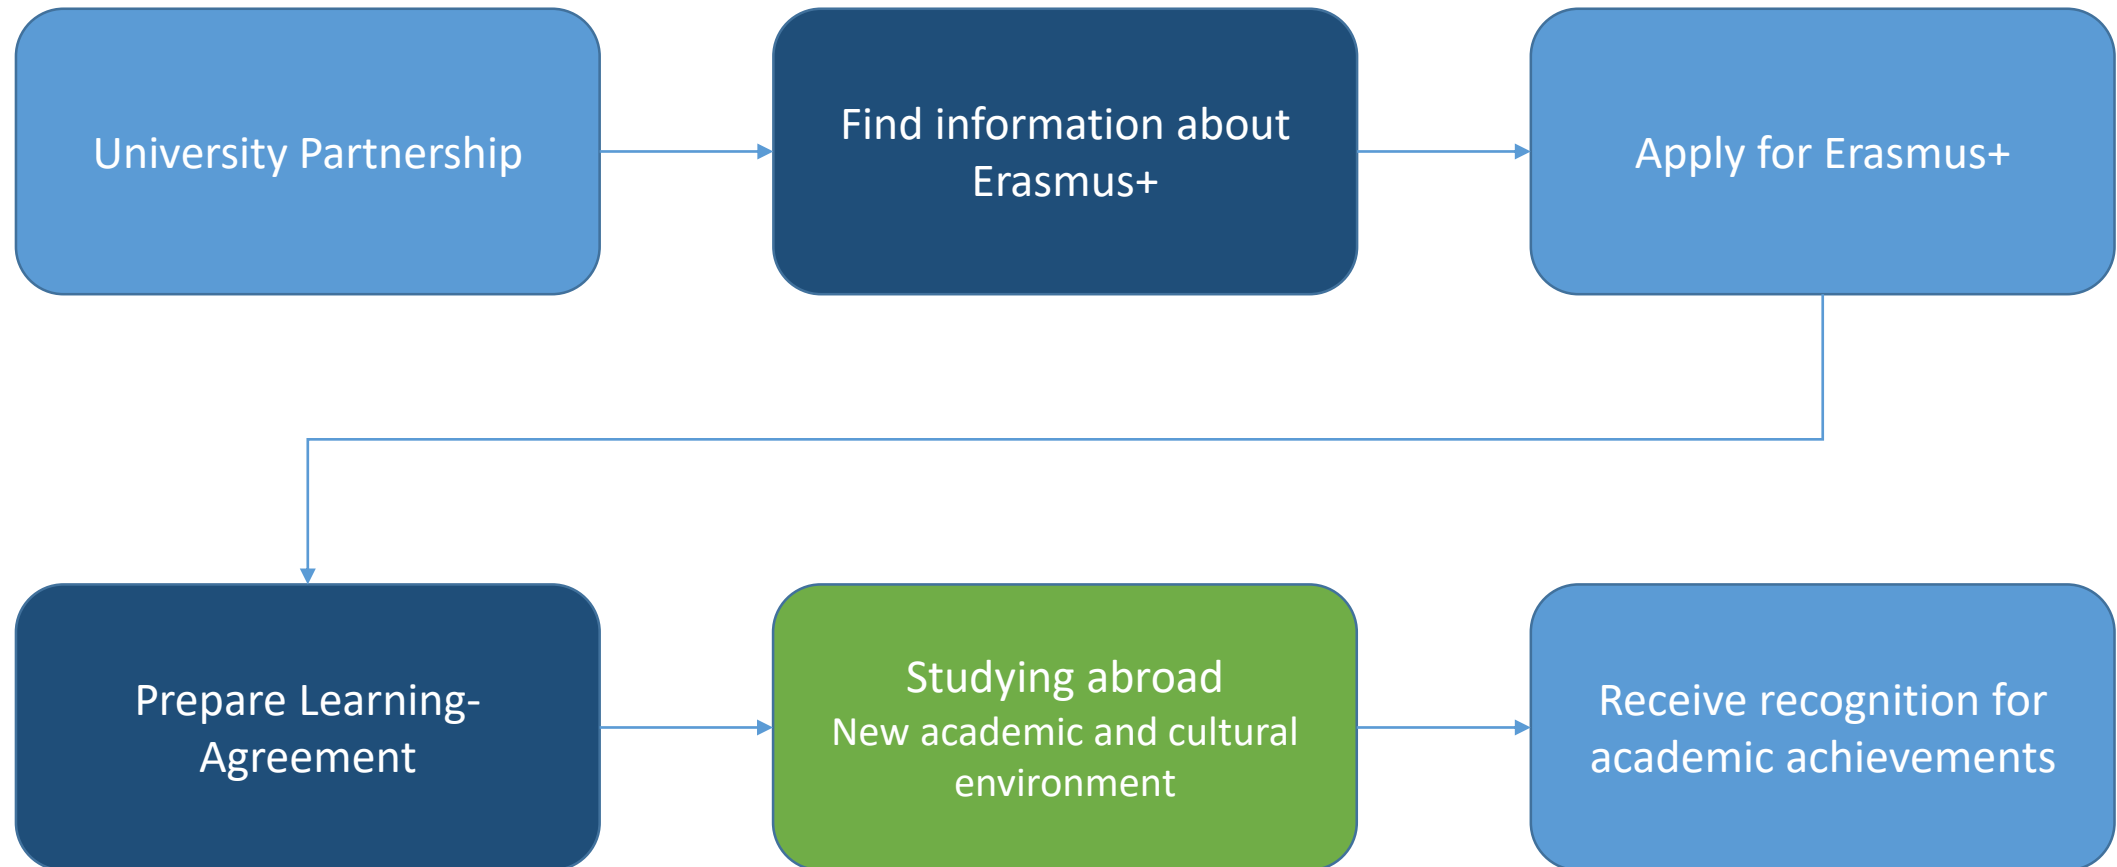 University Partnership
Find information about
Erasmus+
Apply for Erasmus+
Prepare Learning-
Agreement
Studying abroad
New academic and cultural
environment
Receive recognition for
academic achievements